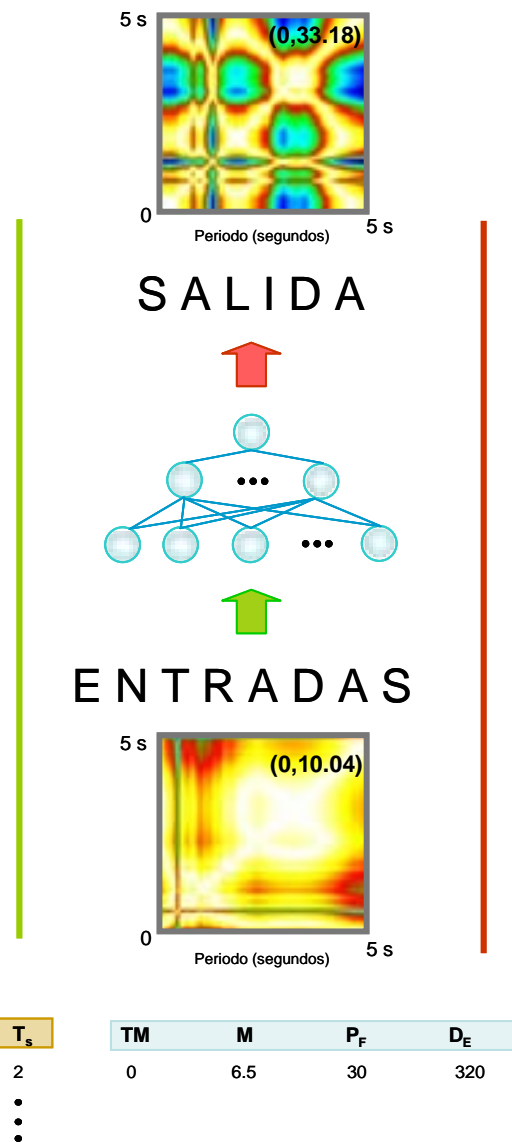 5 s
(0,33.18)
0
5 s
Periodo (segundos)
SALIDA
•••
•••
ENTRADAS
5 s
(0,10.04)
0
5 s
Periodo (segundos)
Ts TM M PF DE
2 0 6.5 30 320